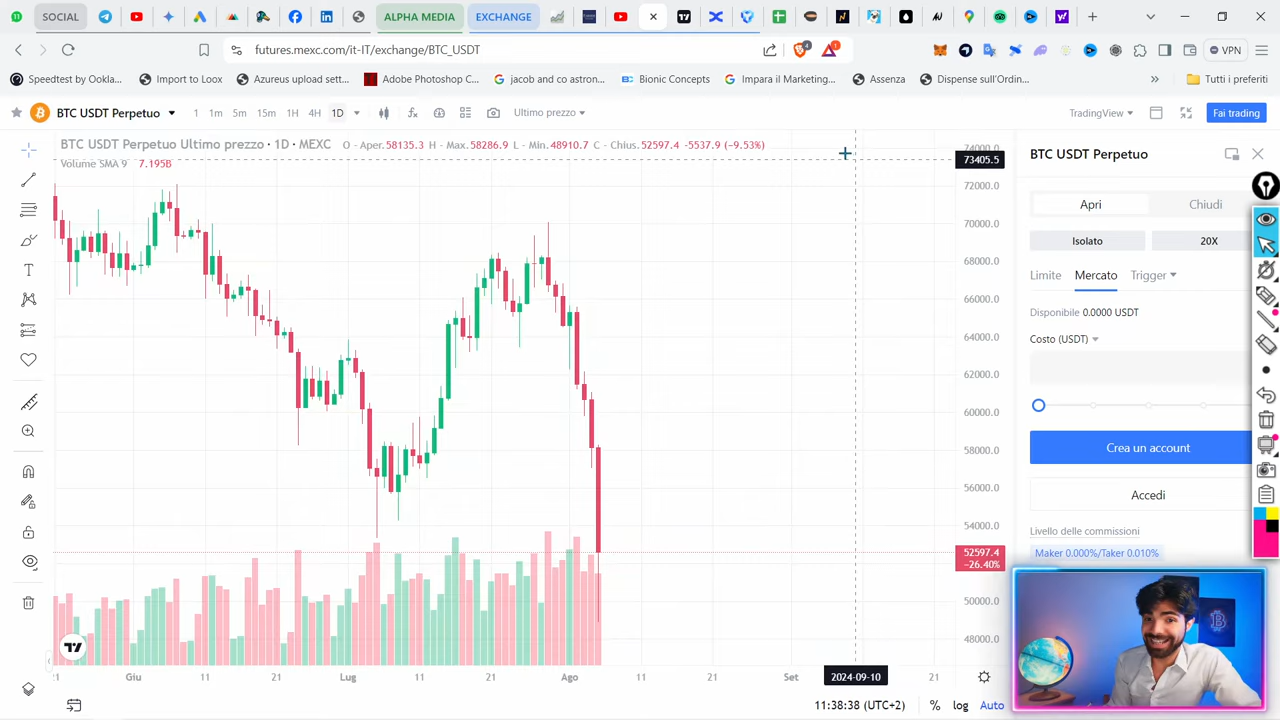 SOCIAL
ALPHA MEDIA
EXCHANGE
futures.mexc.com/it-IT/exchange/BTC_USDT
4
1
VPN
Speedtest by Ookla...
Import to Loox
Azureus upload sett...
Adobe Photoshop C...
jacob and co astron...
Bionic Concepts
Impara il Marketing...
Assenza
Dispense sull'Ordin...
Tutti i preferiti
BTC USDT Perpetuo
1 1m 5m 15m 1H 4H 1D
Ultimo prezzo
TradingView
Fai trading
BTC USDT Perpetuo Ultimo prezzo · 1D · MEXC O - Aper.58135.3 H - Max.58286.9 L - Min.48910.7 C - Chius.52597.4 -5537.9 (-9.53%)
Volume SMA 9 7.195B
74000.0
73405.5
72000.0
70000.0
68000.0
66000.0
64000.0
62000.0
60000.0
58000.0
56000.0
54000.0
52597.4
-26.40%
50000.0
48000.0
Giu 11 21 Lug 11 21 Ago 11 21 Set 2024-09-10 21
11:38:38 (UTC+2) % log Auto
BTC USDT Perpetuo
Apri Chiudi
Isolato 20X
Limite Mercato Trigger
Disponibile 0.0000 USDT
Costo (USDT)
Crea un account
Accedi
Livello delle commissioni
Maker 0.000%/Taker 0.010%